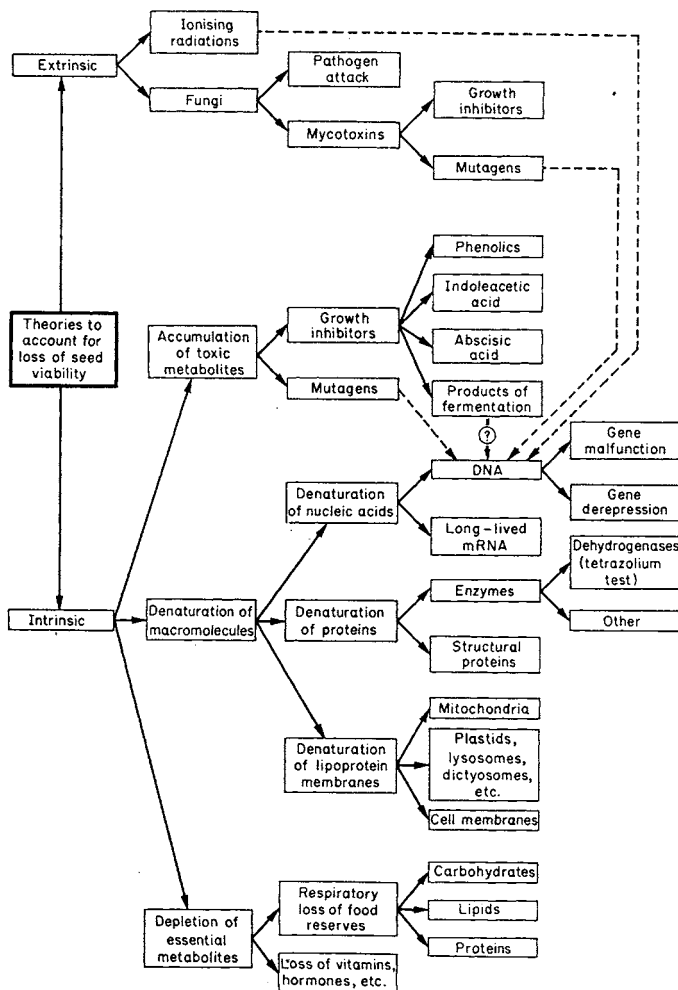 Ionising
radiations
Extrinsic
Pathogen
attack
Fungi
Growth
inhibitors
Mycotoxins
Mutagens
Theories to
account for
loss of seed
viability
Accumulation
of toxic
metabolites
Growth
inhibitors
Mutagens
Phenolics
Indoleacetic
acid
Abscisic
acid
Products of
fermentation
?
DNA
Gene
malfunction
Gene
derepression
Denaturation
of nucleic acids
Long-lived
mRNA
Intrinsic
Denaturation of
macromolecules
Denaturation
of proteins
Enzymes
Dehydrogenases
(tetrazolium
test)
Other
Structural
proteins
Denaturation
of lipoprotein
membranes
Mitochondria
Plastids,
lysosomes,
dictyosomes,
etc.
Cell membranes
Depletion of
essential
metabolites
Respiratory
loss of food
reserves
Carbohydrates
Lipids
Proteins
Loss of vitamins,
hormones, etc.